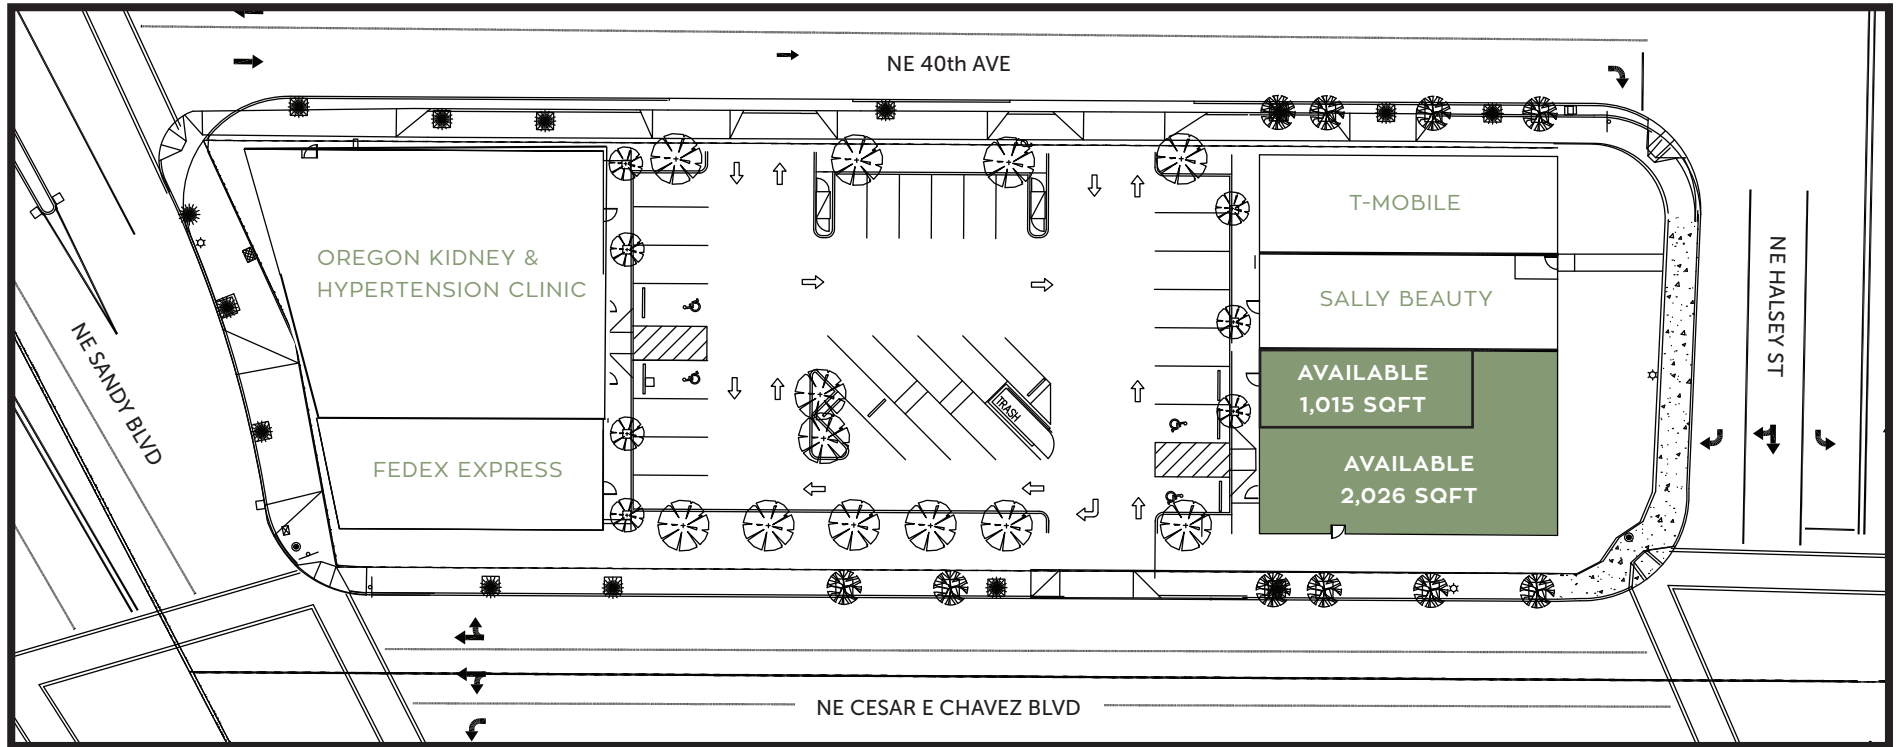 NE 40th AVE
T-MOBILE
OREGON KIDNEY &
HYPERTENSION CLINIC
SALLY BEAUTY
NE HALSEY ST
NE SANDY BLVD
AVAILABLE
1,015 SQFT
TRASH
FEDEX EXPRESS
AVAILABLE
2,026 SQFT
NE CESAR E CHAVEZ BLVD